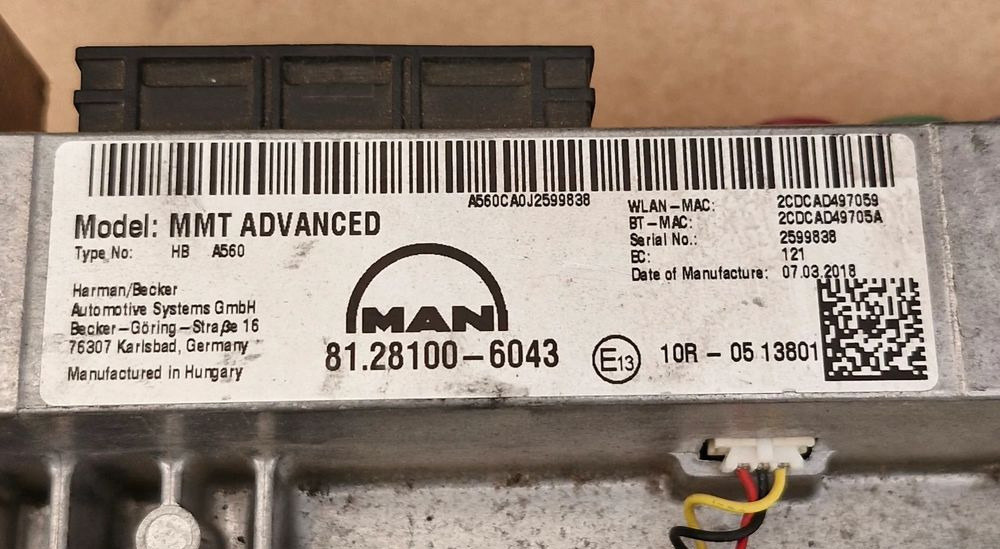 A560CA0J2599838
Model: MMT ADVANCED
Type No: HB A560
Harman/Becker
Automotive Systems GmbH
Becker-Göring-Straße 16
76307 Karlsbad, Germany
Manufactured in Hungary
MAN
81.28100-6043
WLAN-MAC: 2CDCAD497059
BT-MAC: 2CDCAD49705A
Serial No.: 2599838
EC: 121
Date of Manufacture: 07.03.2018
E13 10R - 05 13801